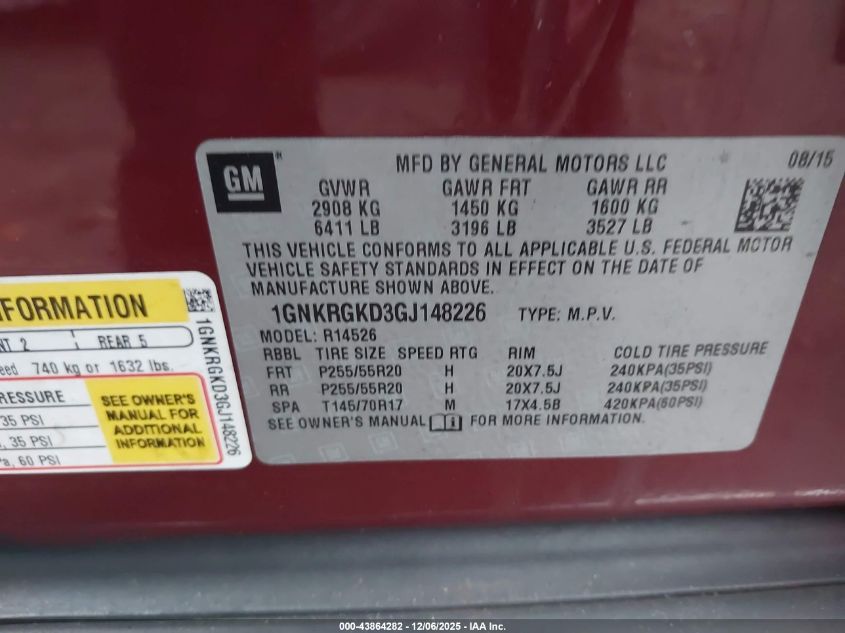 GM
MFD BY GENERAL MOTORS LLC 08/15
GVWR GAWR FRT GAWR RR
2908 KG 1450 KG 1600 KG
6411 LB 3196 LB 3527 LB
THIS VEHICLE CONFORMS TO ALL APPLICABLE U.S. FEDERAL MOTOR
VEHICLE SAFETY STANDARDS IN EFFECT ON THE DATE OF
MANUFACTURE SHOWN ABOVE.
1GNKRGKD3GJ148226 TYPE: M.P.V.
MODEL: R14526
RBBL TIRE SIZE SPEED RTG RIM COLD TIRE PRESSURE
FRT P255/55R20 H 20X7.5J 240KPA(35PSI)
RR P255/55R20 H 20X7.5J 240KPA(35PSI)
SPA T145/70R17 M 17X4.5B 420KPA(60PSI)
SEE OWNER'S MANUAL FOR MORE INFORMATION.
NFORMATION
NT 2 REAR 5
eed 740 kg or 1632 lbs.
PRESSURE
35 PSI
, 35 PSI
a, 60 PSI
SEE OWNER'S
MANUAL FOR
ADDITIONAL
INFORMATION
1GNKRGKD3GJ148226
000-43864282 - 12/06/2025 - IAA Inc.